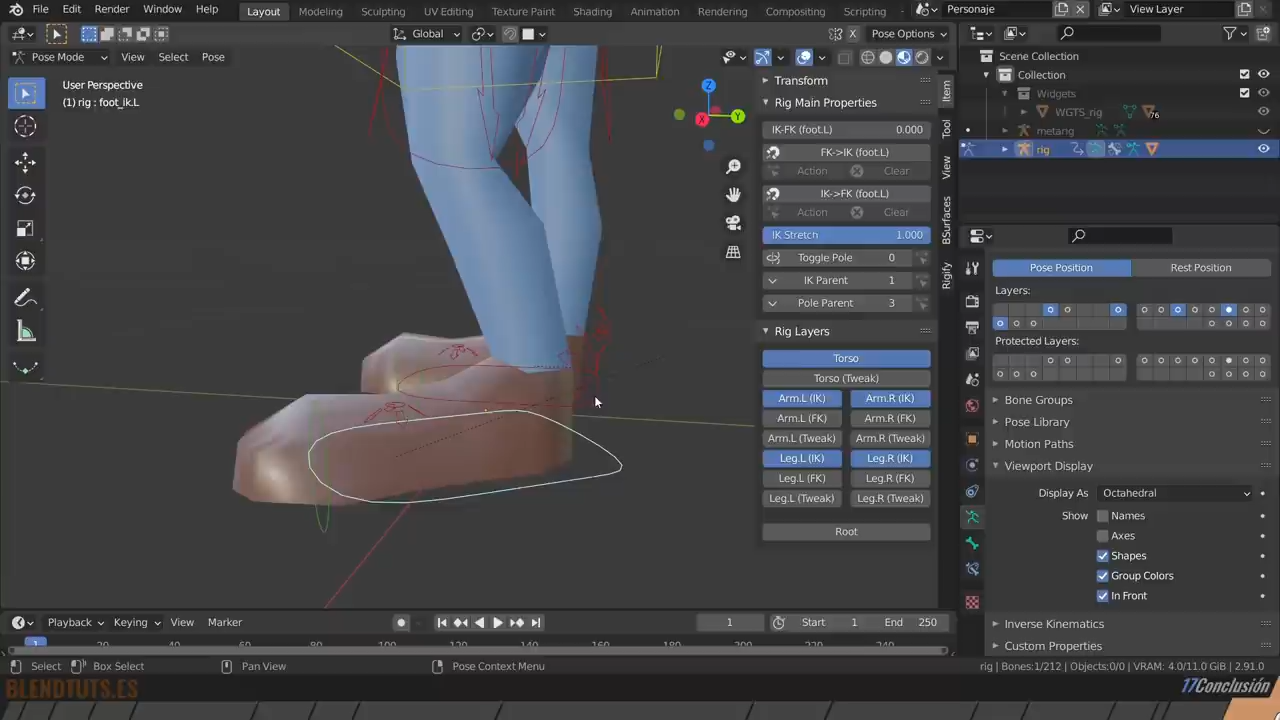 File Edit Render Window Help Layout Modeling Sculpting UV Editing Texture Paint Shading Animation Rendering Compositing Scripting Personaje View Layer
Global Pose Options
Pose Mode View Select Pose
User Perspective
(1) rig : foot_ik.L
Z
Y
X
Transform
Rig Main Properties
IK-FK (foot.L) 0.000
FK->IK (foot.L)
Action Clear
IK->FK (foot.L)
Action Clear
IK Stretch 1.000
Toggle Pole 0
IK Parent 1
Pole Parent 3
Rig Layers
Torso
Torso (Tweak)
Arm.L (IK) Arm.R (IK)
Arm.L (FK) Arm.R (FK)
Arm.L (Tweak) Arm.R (Tweak)
Leg.L (IK) Leg.R (IK)
Leg.L (FK) Leg.R (FK)
Leg.L (Tweak) Leg.R (Tweak)
Root
Item
Tool
View
BSurfaces
Rigify
Scene Collection
Collection
Widgets
WGTS_rig 76
metang
rig
Pose Position Rest Position
Layers:
Protected Layers:
Bone Groups
Pose Library
Motion Paths
Viewport Display
Display As Octahedral
Show Names
Axes
Shapes
Group Colors
In Front
Inverse Kinematics
Custom Properties
Playback Keying View Marker 1 Start 1 End 250
1
Select Box Select Pan View Pose Context Menu rig | Bones:1/212 | Objects:0/0 | VRAM: 4.0/11.0 GiB | 2.91.0
BLENDTUTS.ES
17Conclusión